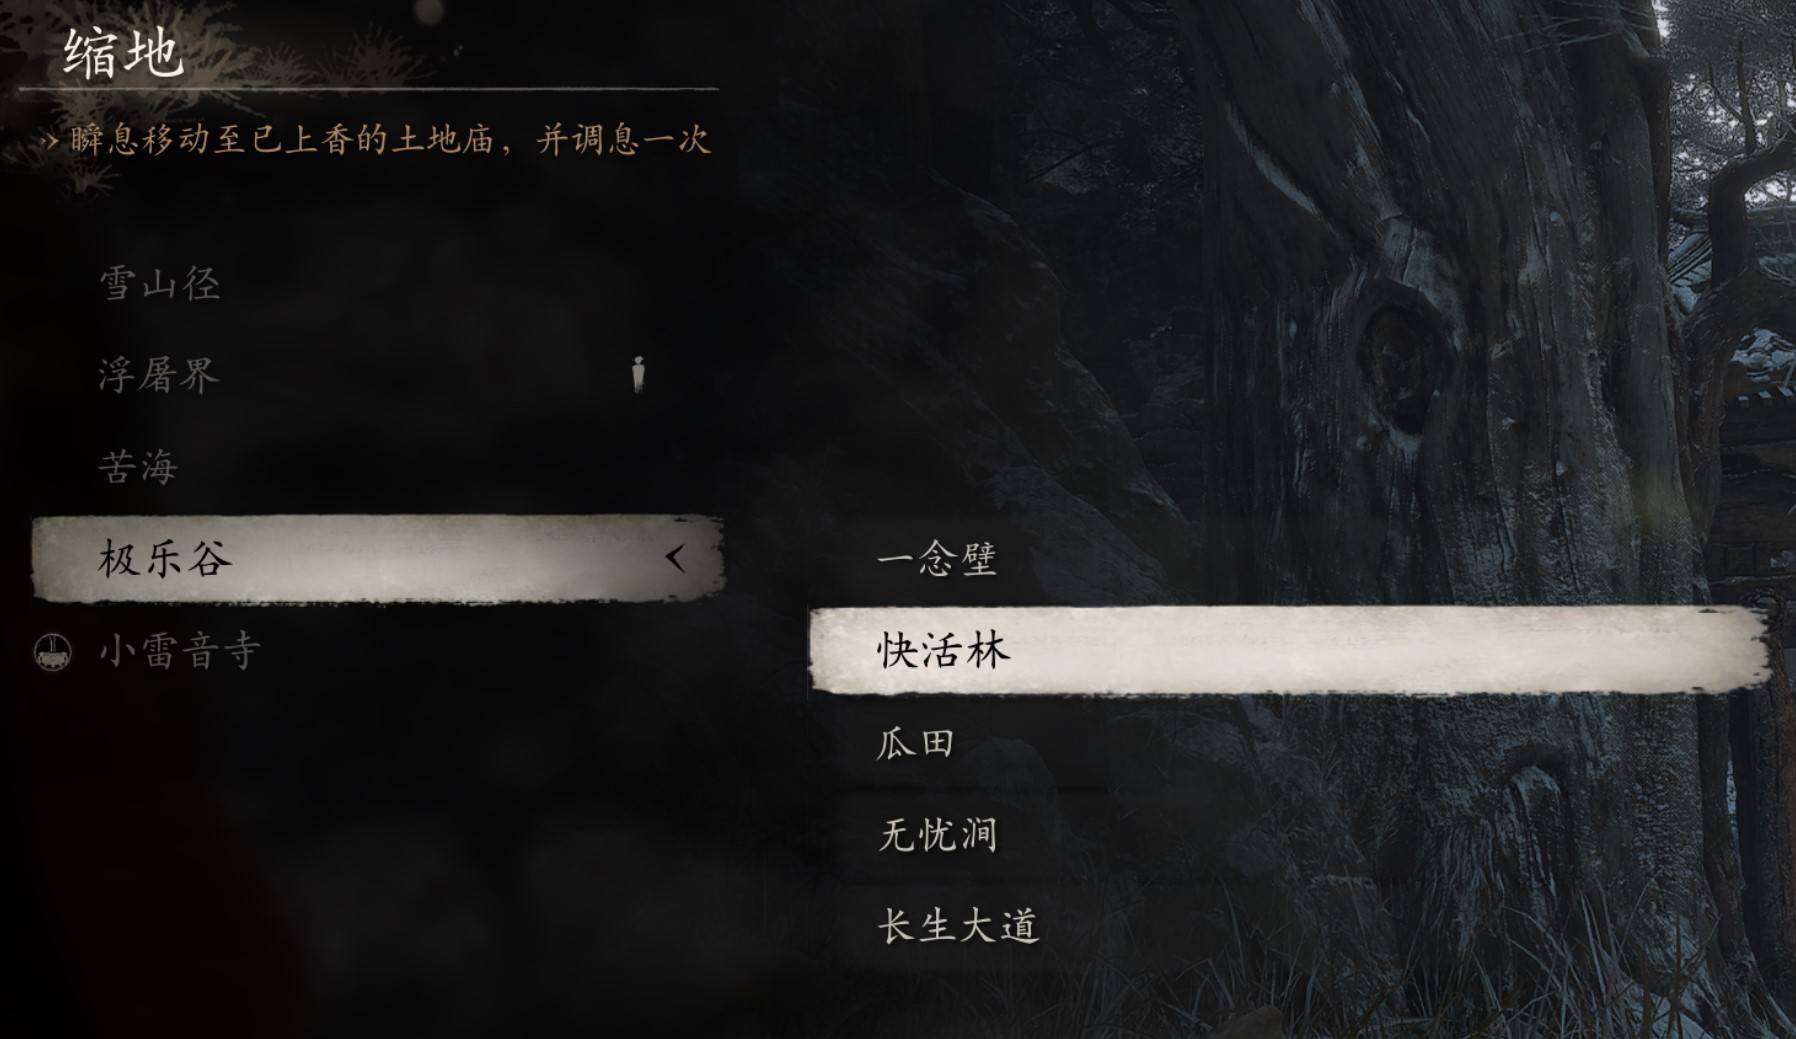 缩地
瞬息移动至已上香的土地庙，并调息一次
雪山径
浮屠界
苦海
极乐谷
小雷音寺
一念壁
快活林
瓜田
无忧涧
长生大道